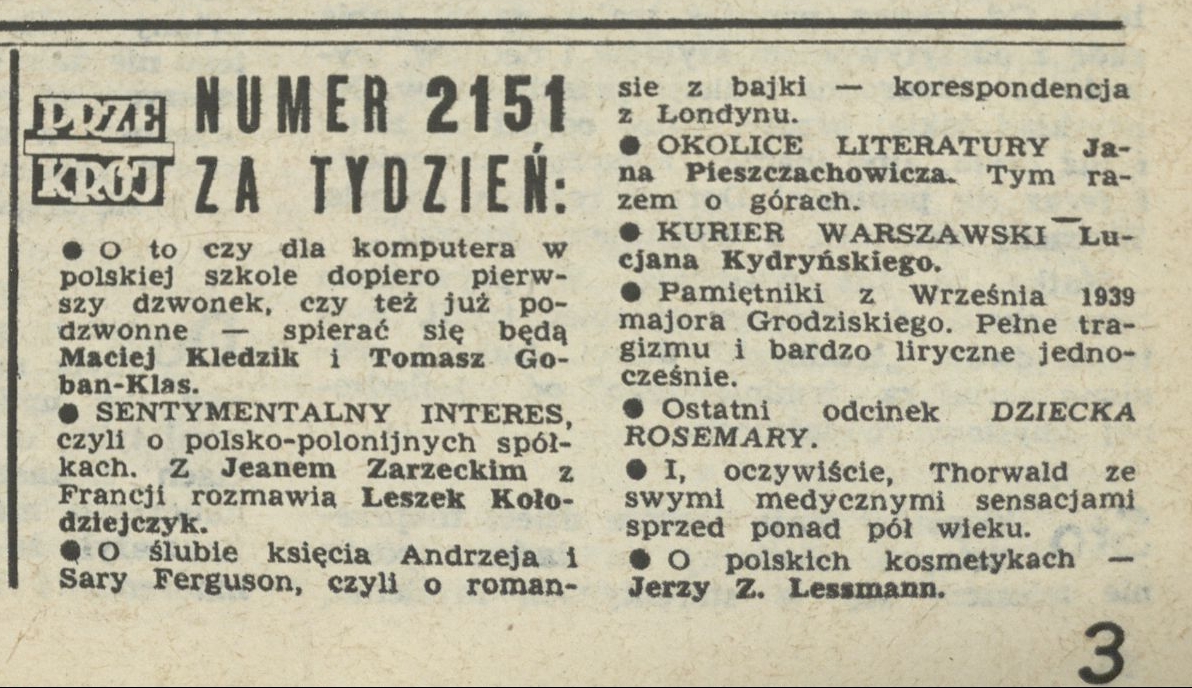 PRZE
KRÓJ
NUMER 2151
ZA TYDZIEŃ:
● O to czy dla komputera w
polskiej szkole dopiero pierw-
szy dzwonek, czy też już po-
dzwonne — spierać się będą
Maciej Kledzik i Tomasz Go-
ban-Klas.
● SENTYMENTALNY INTERES,
czyli o polsko-polonijnych spół-
kach. Z Jeanem Zarzeckim z
Francji rozmawia Leszek Koło-
dziejczyk.
● O ślubie księcia Andrzeja i
Sary Ferguson, czyli o roman-
sie z bajki — korespondencja
z Londynu.
● OKOLICE LITERATURY Ja-
na Pieszczachowicza. Tym ra-
zem o górach.
● KURIER WARSZAWSKI Lu-
cjana Kydryńskiego.
● Pamiętniki z Września 1939
majora Grodziskiego. Pełne tra-
gizmu i bardzo liryczne jedno-
cześnie.
● Ostatni odcinek DZIECKA
ROSEMARY.
● I, oczywiście, Thorwald ze
swymi medycznymi sensacjami
sprzed ponad pół wieku.
● O polskich kosmetykach —
Jerzy Z. Lessmann.
3